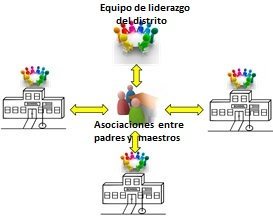 Equipo de liderazgo
del distrito
Asociaciones entre
padres y maestros